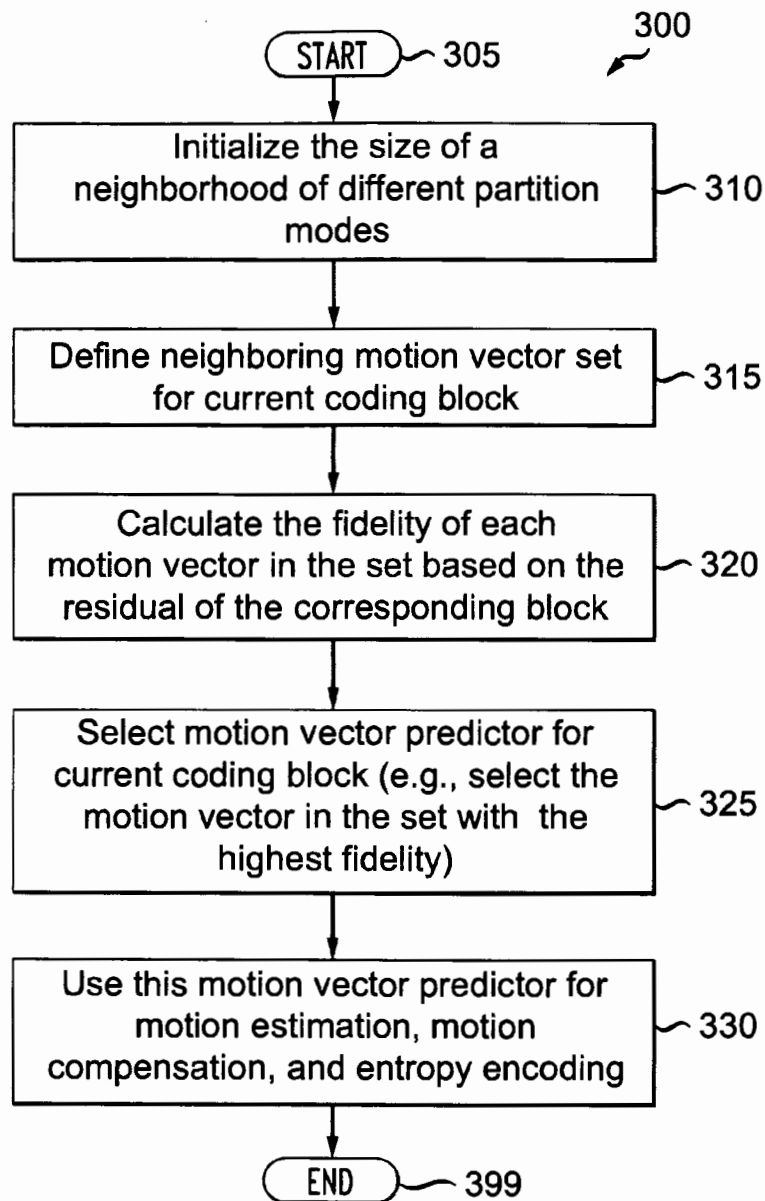 300
START 305
Initialize the size of a
neighborhood of different partition
modes
310
Define neighboring motion vector set
for current coding block
315
Calculate the fidelity of each
motion vector in the set based on the
residual of the corresponding block
320
Select motion vector predictor for
current coding block (e.g., select the
motion vector in the set with the
highest fidelity)
325
Use this motion vector predictor for
motion estimation, motion
compensation, and entropy encoding
330
END 399